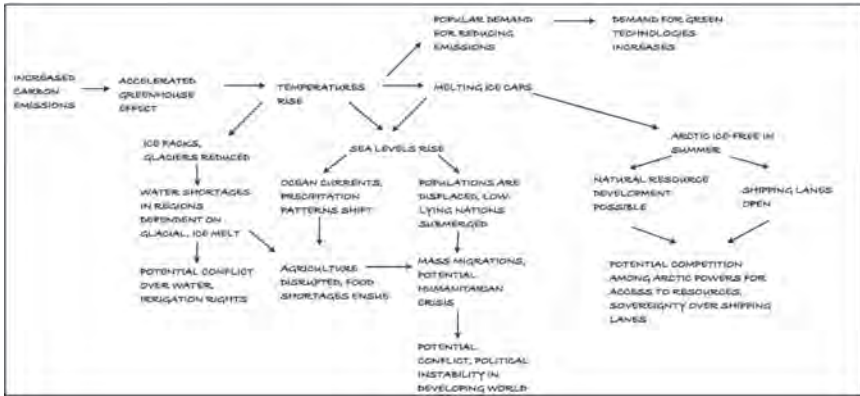 POPULAR DEMAND
FOR REDUCING
EMISSIONS
DEMAND FOR GREEN
TECHNOLOGIES
INCREASES
INCREASED
CARBON
EMISSIONS
ACCELERATED
GREENHOUSE
EFFECT
TEMPERATURES
RISE
MELTING ICE CAPS
ICE PACKS,
GLACIERS REDUCED
SEA LEVELS RISE
ARCTIC ICE-FREE IN
SUMMER
WATER SHORTAGES
IN REGIONS
DEPENDENT ON
GLACIAL, ICE MELT
OCEAN CURRENTS,
PRECIPITATION
PATTERNS SHIFT
POPULATIONS ARE
DISPLACED, LOW-
LYING NATIONS
SUBMERGED
NATURAL RESOURCE
DEVELOPMENT
POSSIBLE
SHIPPING LANES
OPEN
POTENTIAL CONFLICT
OVER WATER,
IRRIGATION RIGHTS
AGRICULTURE
DISRUPTED, FOOD
SHORTAGES ENSUE
MASS MIGRATIONS,
POTENTIAL
HUMANITARIAN
CRISIS
POTENTIAL COMPETITION
AMONG ARCTIC POWERS FOR
ACCESS TO RESOURCES,
SOVEREIGNTY OVER SHIPPING
LANES
POTENTIAL
CONFLICT, POLITICAL
INSTABILITY IN
DEVELOPING WORLD